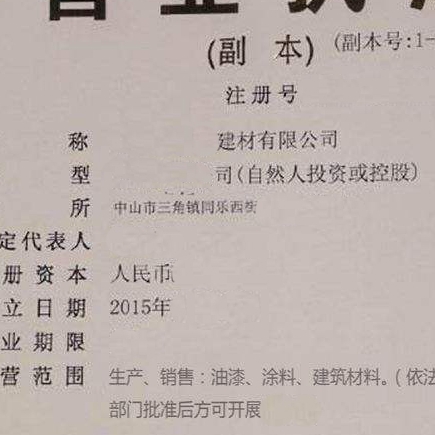 营业执照
(副 本) (副本号:1-
注册号
称 建材有限公司
型 司(自然人投资或控股)
所 中山市三角镇同乐西街
定代表人
册资本 人民币
立日期 2015年
业期限
营范围 生产、销售:油漆、涂料、建筑材料。(依法
部门批准后方可开展